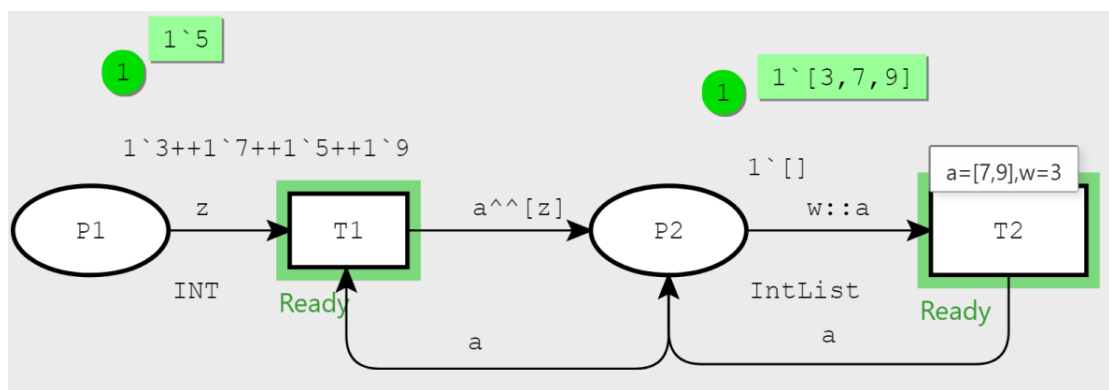 1`5
1
1`[3,7,9]
1
1`3++1`7++1`5++1`9
1`[]
a=[7,9],w=3
P1
z
T1
a^^[z]
P2
w::a
T2
INT
IntList
Ready
Ready
a
a